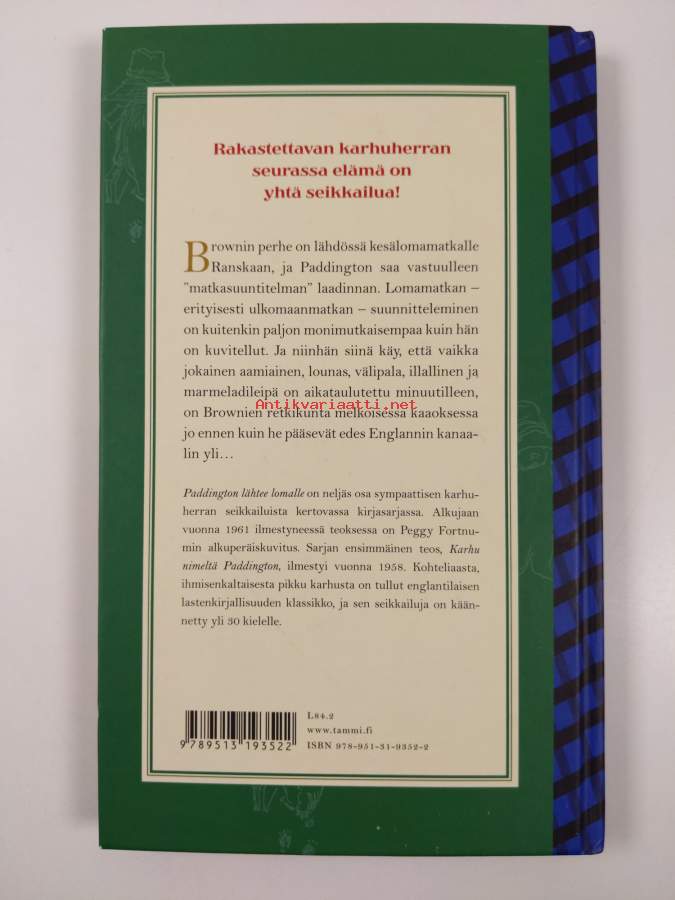 Rakastettavan karhuherran
seurassa elämä on
yhtä seikkailua!
Brownin perhe on lähdössä kesälomamatkalle
Ranskaan, ja Paddington saa vastuulleen
"matkasuuntitelman" laadinnan. Lomamatkan –
erityisesti ulkomaanmatkan – suunnitteleminen
on kuitenkin paljon monimutkaisempaa kuin hän
on kuvitellut. Ja niinhän siinä käy, että vaikka
jokainen aamiainen, lounas, välipala, illallinen ja
marmeladileipä on aikataulutettu minuutilleen,
Antikvariaatti.net
on Brownien retkikunta melkoisessa kaaoksessa
jo ennen kuin he pääsevät edes Englannin kanaa-
lin yli…
Paddington lähtee lomalle on neljäs osa sympaattisen karhu-
herran seikkailuista kertovassa kirjasarjassa. Alkujaan
vuonna 1961 ilmestyneessä teoksessa on Peggy Fortnu-
min alkuperäiskuvitus. Sarjan ensimmäinen teos, Karhu
nimeltä Paddington, ilmestyi vuonna 1958. Kohteliaasta,
ihmisenkaltaisesta pikku karhusta on tullut englantilaisen
lastenkirjallisuuden klassikko, ja sen seikkailuja on kään-
netty yli 30 kielelle.
L84.2
www.tammi.fi
ISBN 978-951-31-9352-2
9 789513 193522